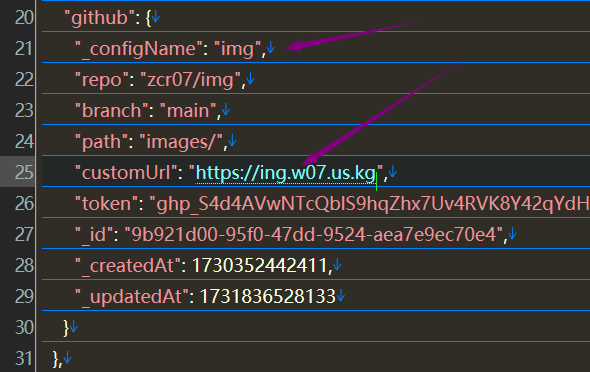 20 "github": {
21 "_configName": "img",
22 "repo": "zcr07/img",
23 "branch": "main",
24 "path": "images/",
25 "customUrl": "https://ing.w07.us.kg",
26 "token":
27 "_id": "9b921d00-95f0-47dd-9524-aea7e9ec70e4",
28 "_createdAt": 1730352442411,
29 "_updatedAt": 1731836528133
30 }
31 },